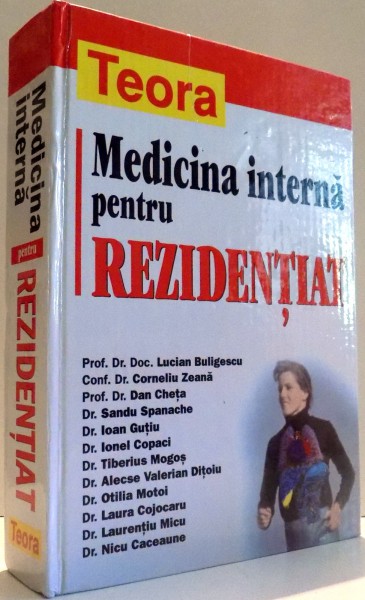 Teora
Medicina internă
pentru
REZIDENȚIAT
Prof. Dr. Doc. Lucian Buligescu
Conf. Dr. Corneliu Zeană
Prof. Dr. Dan Cheța
Dr. Sandu Spanache
Dr. Ioan Guțiu
Dr. Ionel Copaci
Dr. Tiberius Mogoș
Dr. Alecse Valerian Dițoiu
Dr. Otilia Motoi
Dr. Laura Cojocaru
Dr. Laurențiu Micu
Dr. Nicu Caceaune
Medicina
internă
pentru
REZIDENȚIAT
Teora